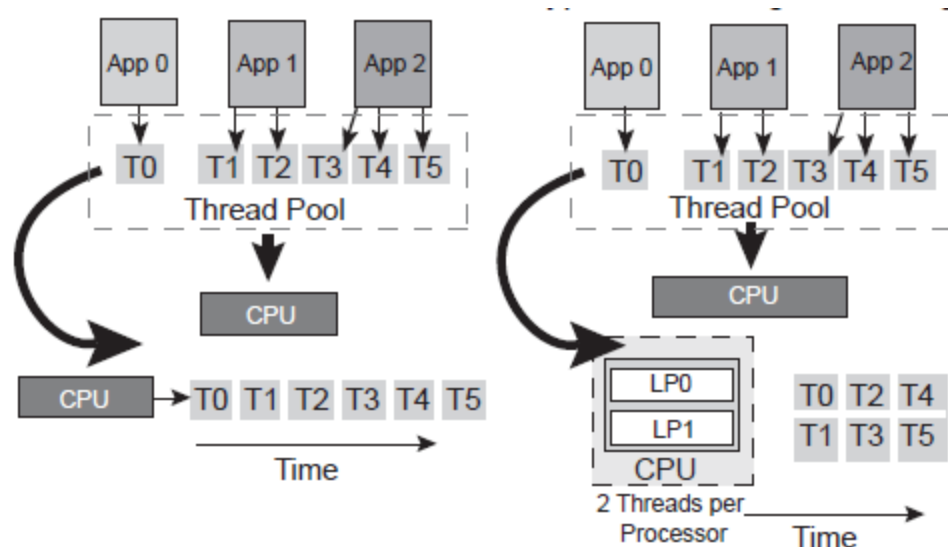 App 0
App 1
App 2
T0
T1
T2
T3
T4
T5
Thread Pool
CPU
CPU
T0 T1 T2 T3 T4 T5
Time
App 0
App 1
App 2
T0
T1
T2
T3
T4
T5
Thread Pool
CPU
LP0
LP1
CPU
2 Threads per
Processor
T0 T2 T4
T1 T3 T5
Time